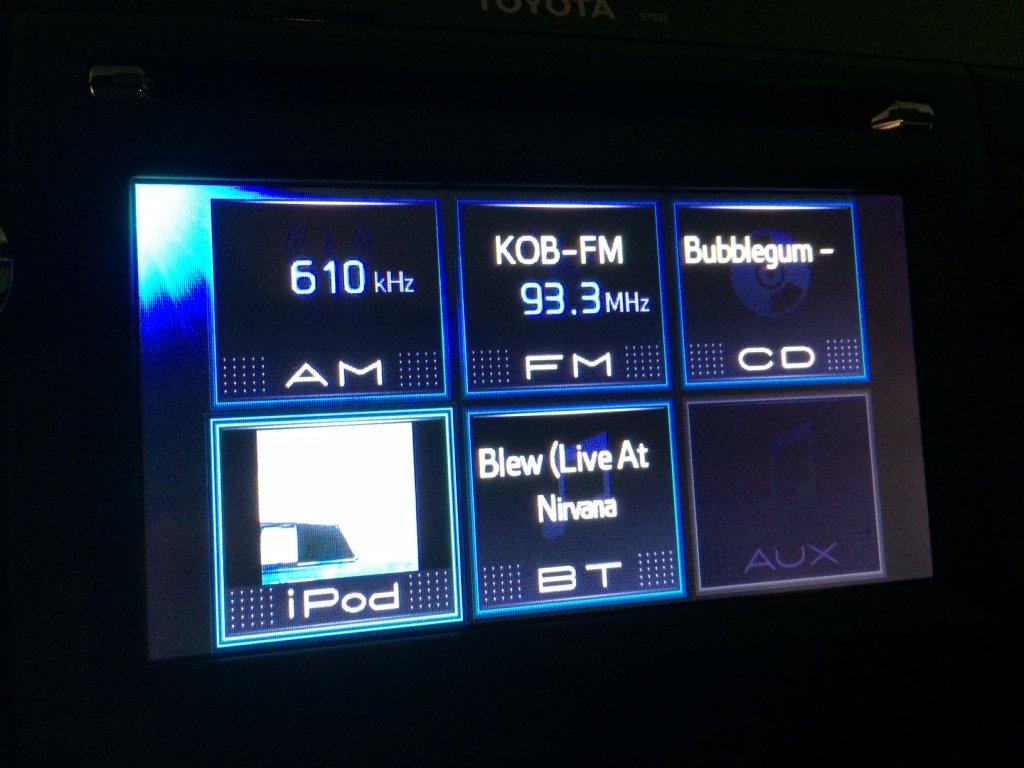 TOYOTA
57053
610 kHz
AM
KOB-FM
93.3 MHz
FM
Bubblegum -
CD
iPod
Blew (Live At
Nirvana
BT
AUX